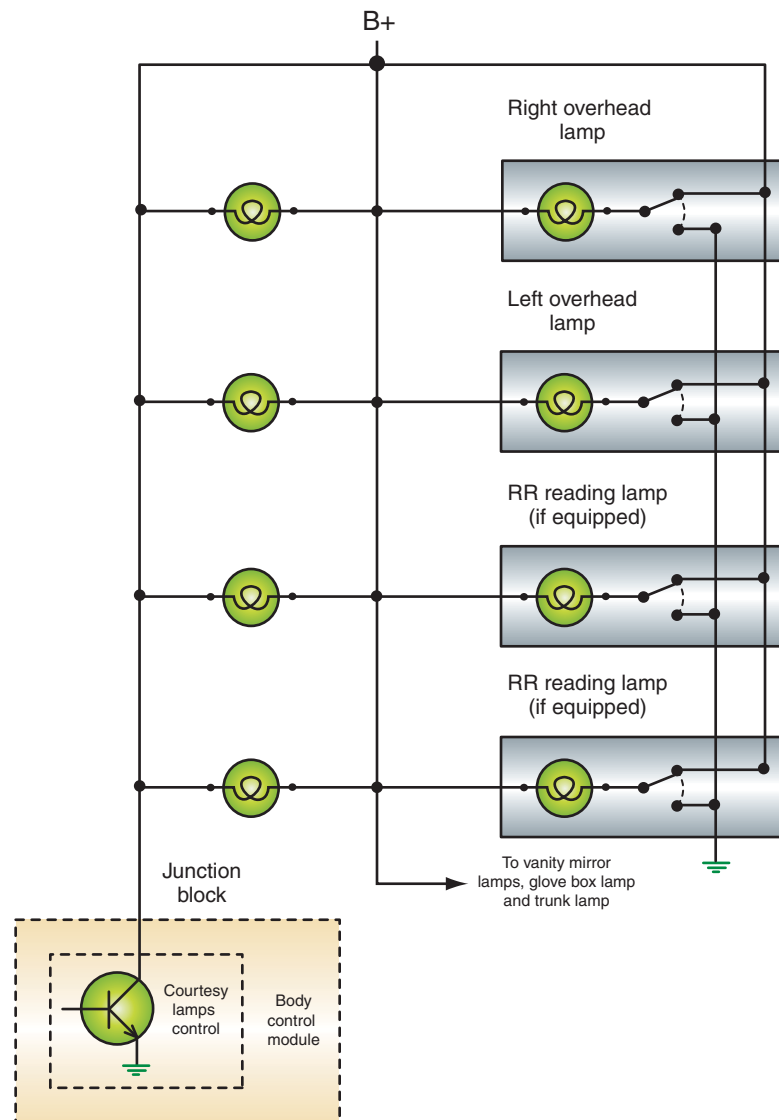 B+
Right overhead
lamp
Left overhead
lamp
RR reading lamp
(if equipped)
RR reading lamp
(if equipped)
To vanity mirror
lamps, glove box lamp
and trunk lamp
Junction
block
Courtesy
lamps
control
Body
control
module